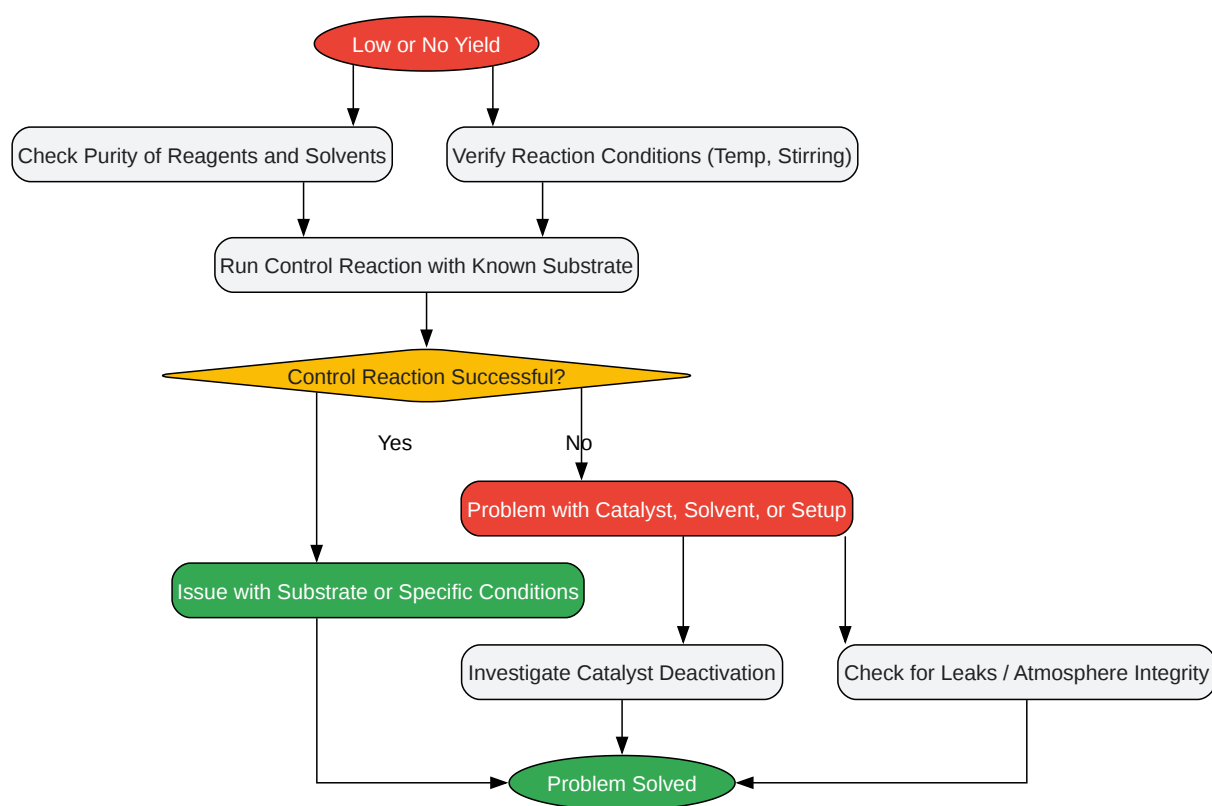 Low or No Yield
Check Purity of Reagents and Solvents
Verify Reaction Conditions (Temp, Stirring)
Run Control Reaction with Known Substrate
Control Reaction Successful?
Yes
No
Problem with Catalyst, Solvent, or Setup
Issue with Substrate or Specific Conditions
Investigate Catalyst Deactivation
Check for Leaks / Atmosphere Integrity
Problem Solved